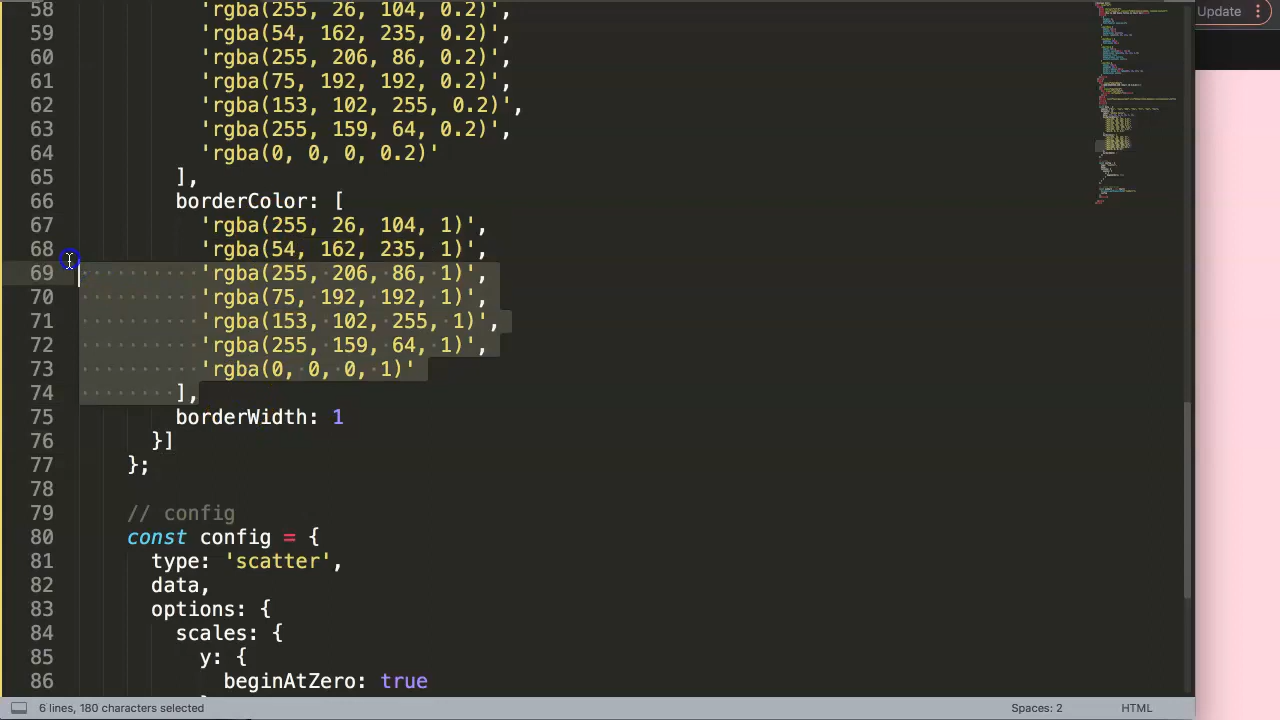 Update
58 'rgba(255, 26, 104, 0.2)',
59 'rgba(54, 162, 235, 0.2)',
60 'rgba(255, 206, 86, 0.2)',
61 'rgba(75, 192, 192, 0.2)',
62 'rgba(153, 102, 255, 0.2)',
63 'rgba(255, 159, 64, 0.2)',
64 'rgba(0, 0, 0, 0.2)'
65 ],
66 borderColor: [
67 'rgba(255, 26, 104, 1)',
68 'rgba(54, 162, 235, 1)',
69 'rgba(255, 206, 86, 1)',
70 'rgba(75, 192, 192, 1)',
71 'rgba(153, 102, 255, 1)',
72 'rgba(255, 159, 64, 1)',
73 'rgba(0, 0, 0, 1)'
74 ],
75 borderWidth: 1
76 }]
77 };
78
79 // config
80 const config = {
81 type: 'scatter',
82 data,
83 options: {
84 scales: {
85 y: {
86 beginAtZero: true
6 lines, 180 characters selected
Spaces: 2
HTML